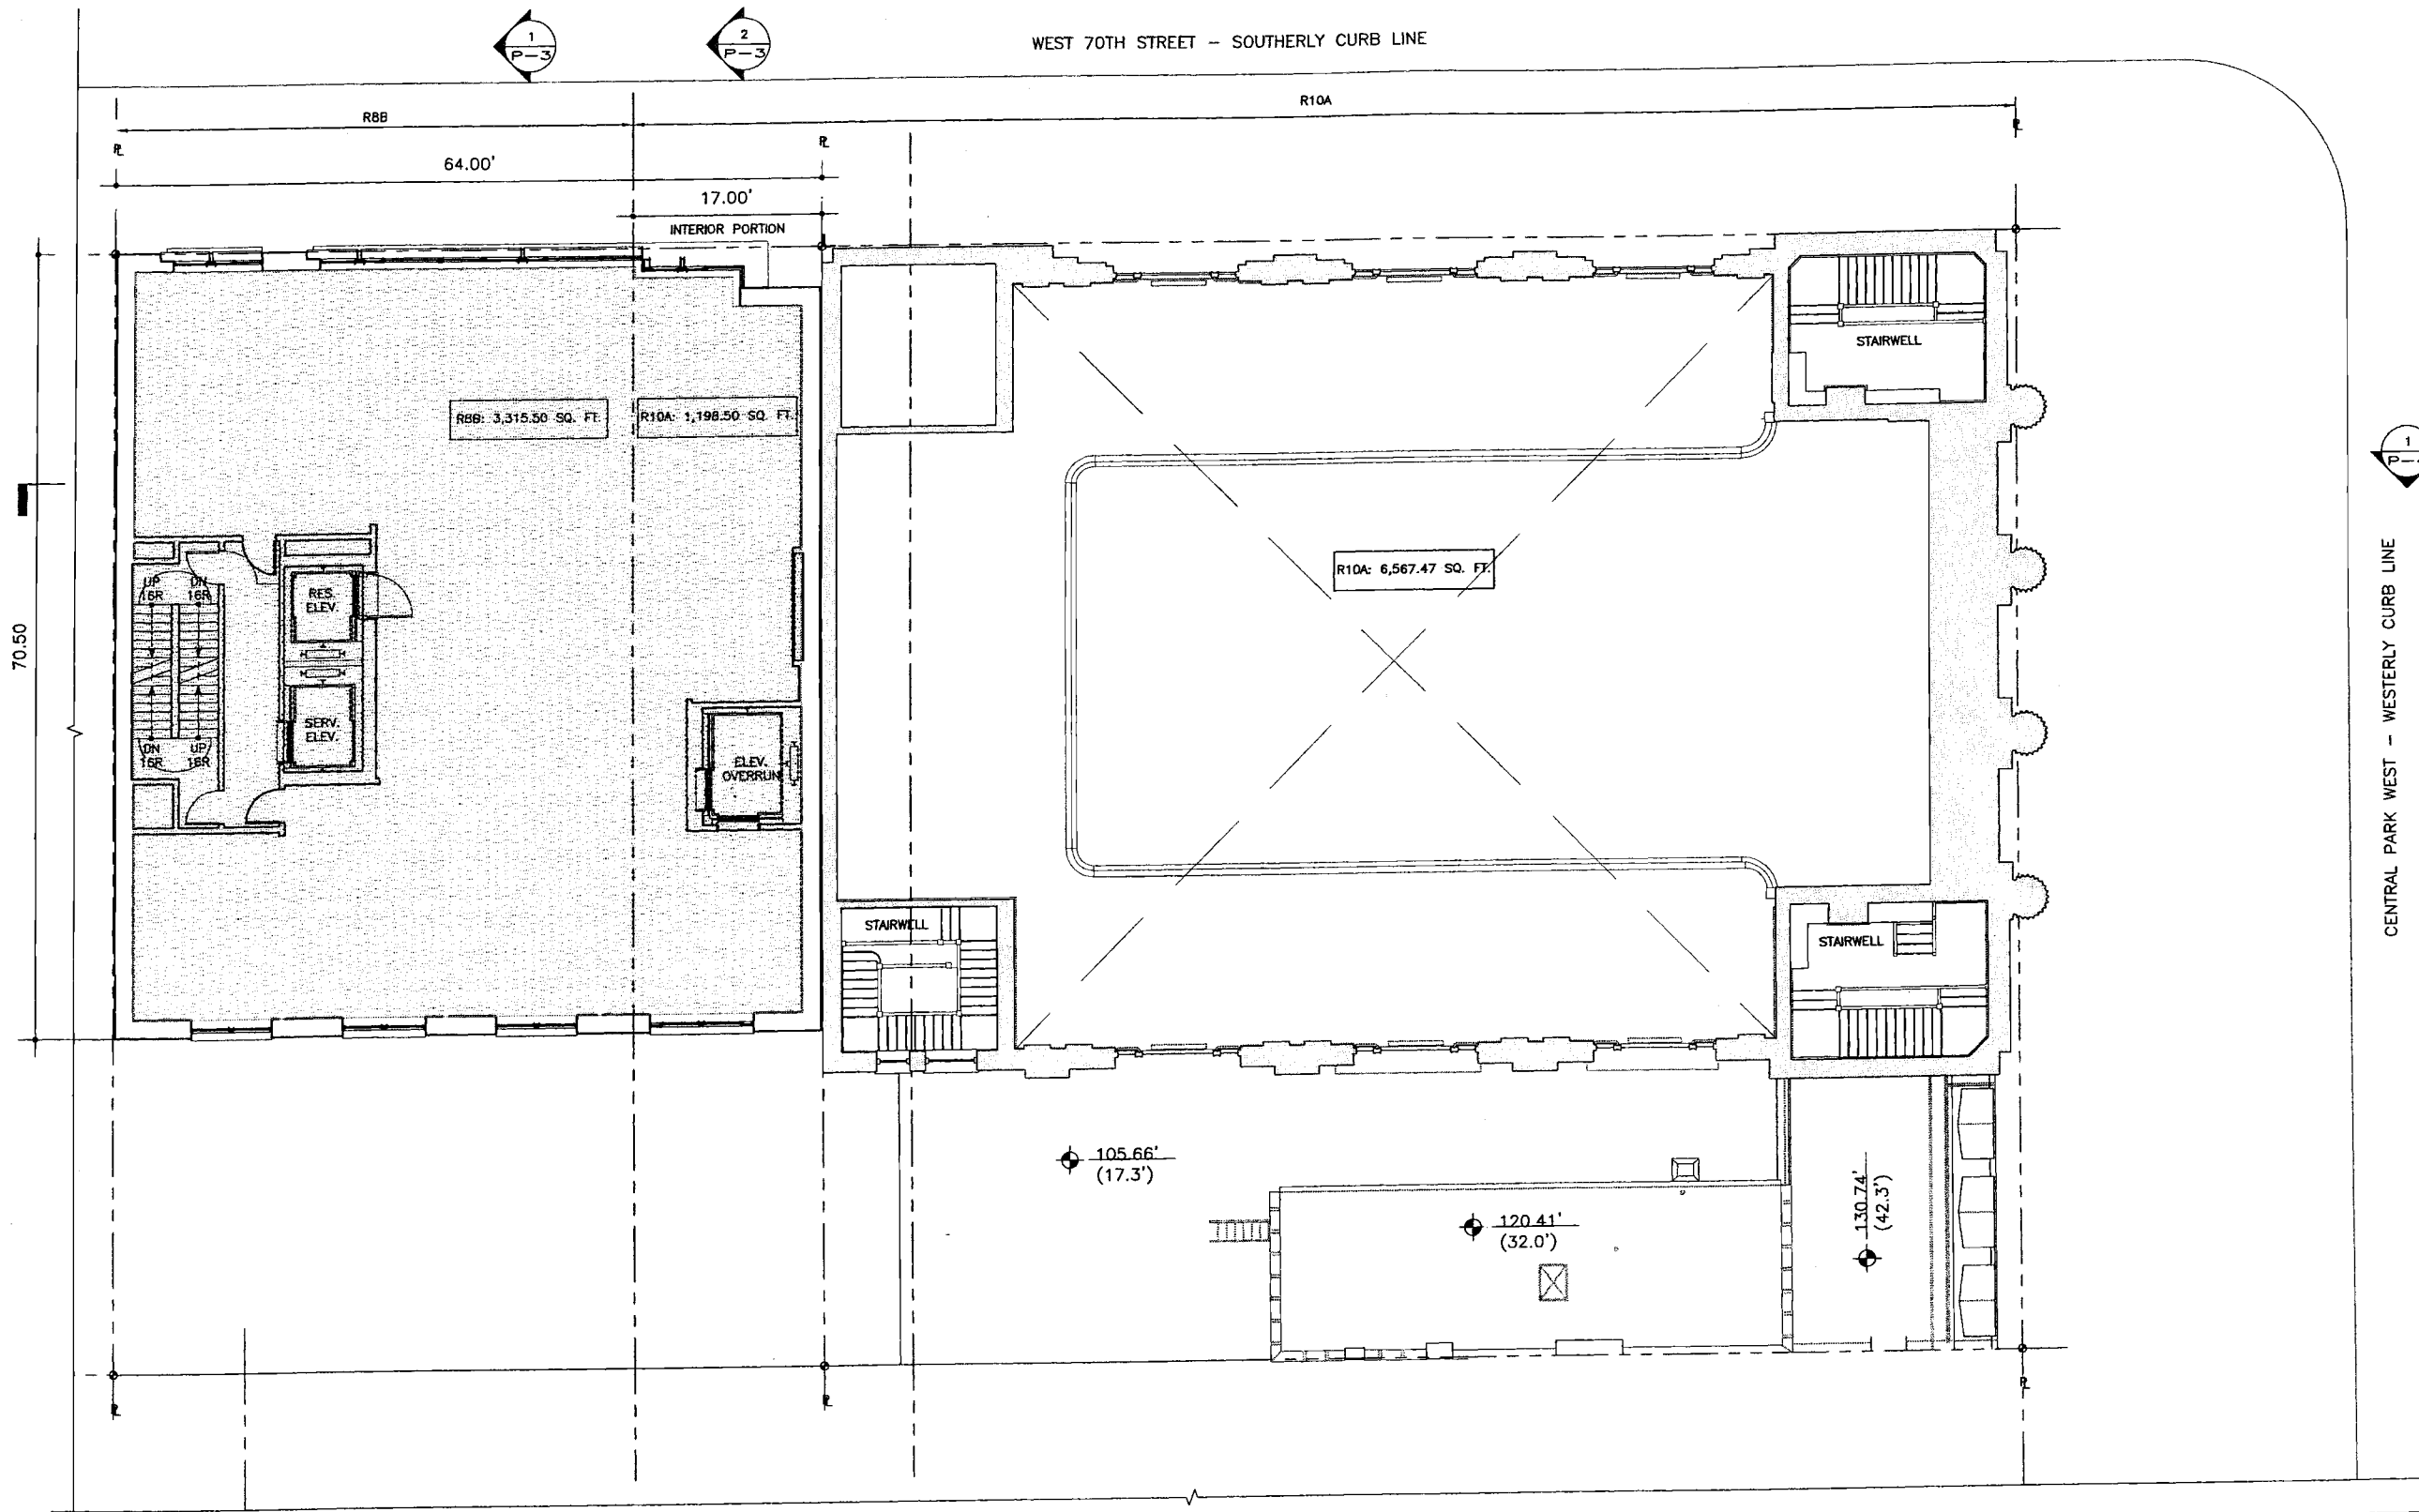 1
P-3
2
P-3
WEST 70TH STREET - SOUTHERLY CURB LINE
R8B
R10A
64.00'
17.00'
INTERIOR PORTION
STAIRWELL
R8B: 3,315.50 SQ. FT.
R10A: 1,198.50 SQ. FT.
1
R10A: 6,567.47 SQ. FT.
UP
16R
DN
16R
RES.
ELEV.
70.50
SERV.
ELEV.
DN
16R
UP
16R
ELEV.
OVERRUN
CENTRAL PARK WEST - WESTERLY CURB LINE
STAIRWELL
STAIRWELL
105.66'
(17.3')
120.41'
(32.0')
130.74'
(42.3')